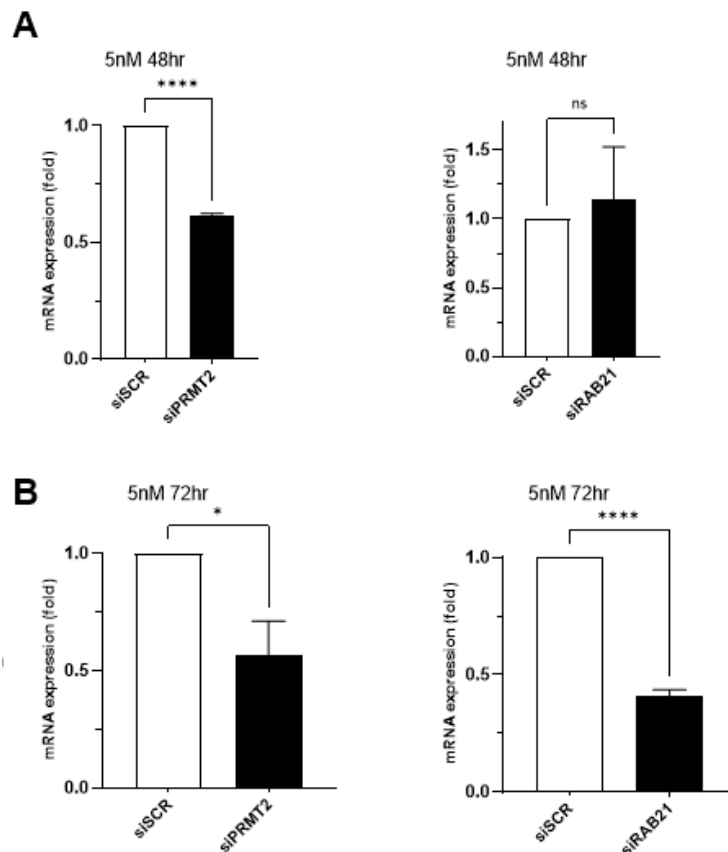 A
5nM 48hr
****
mRNA expression (fold)
1.0
0.5
0.0
siSCR
siPRMT2
5nM 48hr
ns
mRNA expression (fold)
1.5
1.0
0.5
0.0
siSCR
siRAB21
B
5nM 72hr
*
mRNA expression (fold)
1.0
0.5
0.0
siSCR
siPRMT2
5nM 72hr
****
mRNA expression (fold)
1.0
0.5
0.0
siSCR
siRAB21